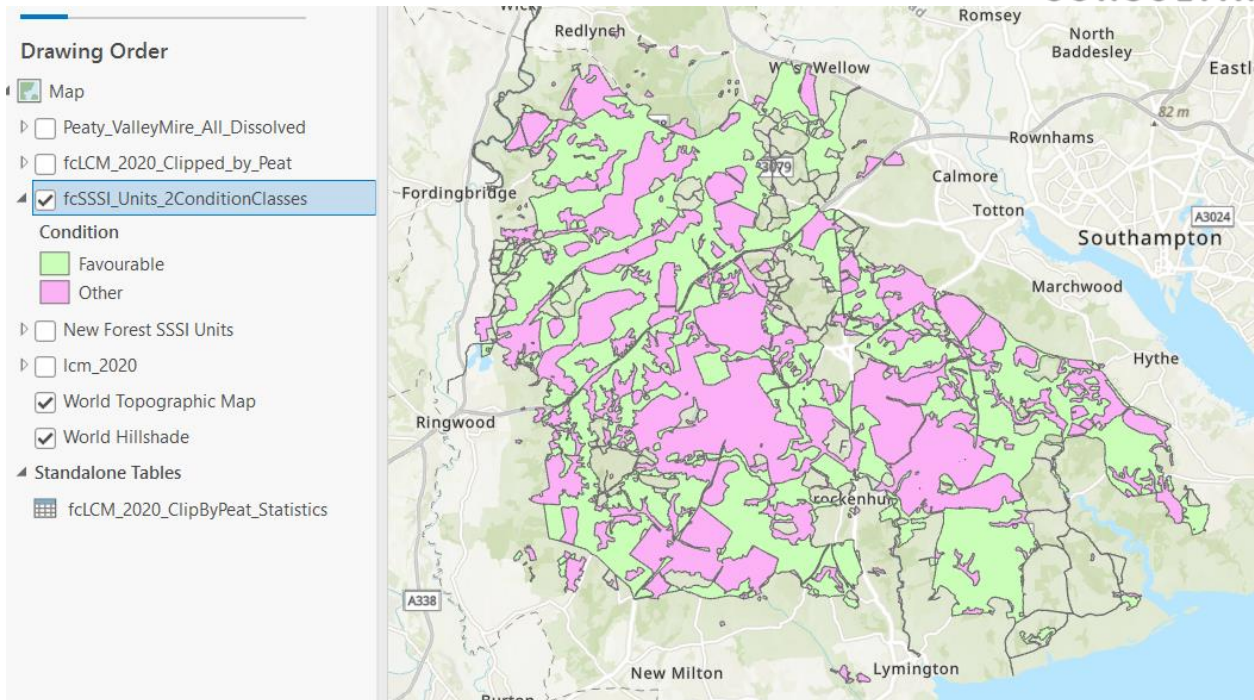 Drawing Order
Map
Peaty_ValleyMire_All_Dissolved
fcLCM_2020_Clipped_by_Peat
fcSSSI_Units_2ConditionClasses
Condition
Favourable
Other
New Forest SSSI Units
lcm_2020
World Topographic Map
World Hillshade
Standalone Tables
fcLCM_2020_ClipByPeat_Statistics
Redlynch
Romsey
North
Baddesley
Wellow
Eastl
82 m
Rownhams
A3079
Calmore
Fordingbridge
Totton
A3024
Southampton
Marchwood
Hythe
Ringwood
rockenhu
A338
New Milton
Lymington